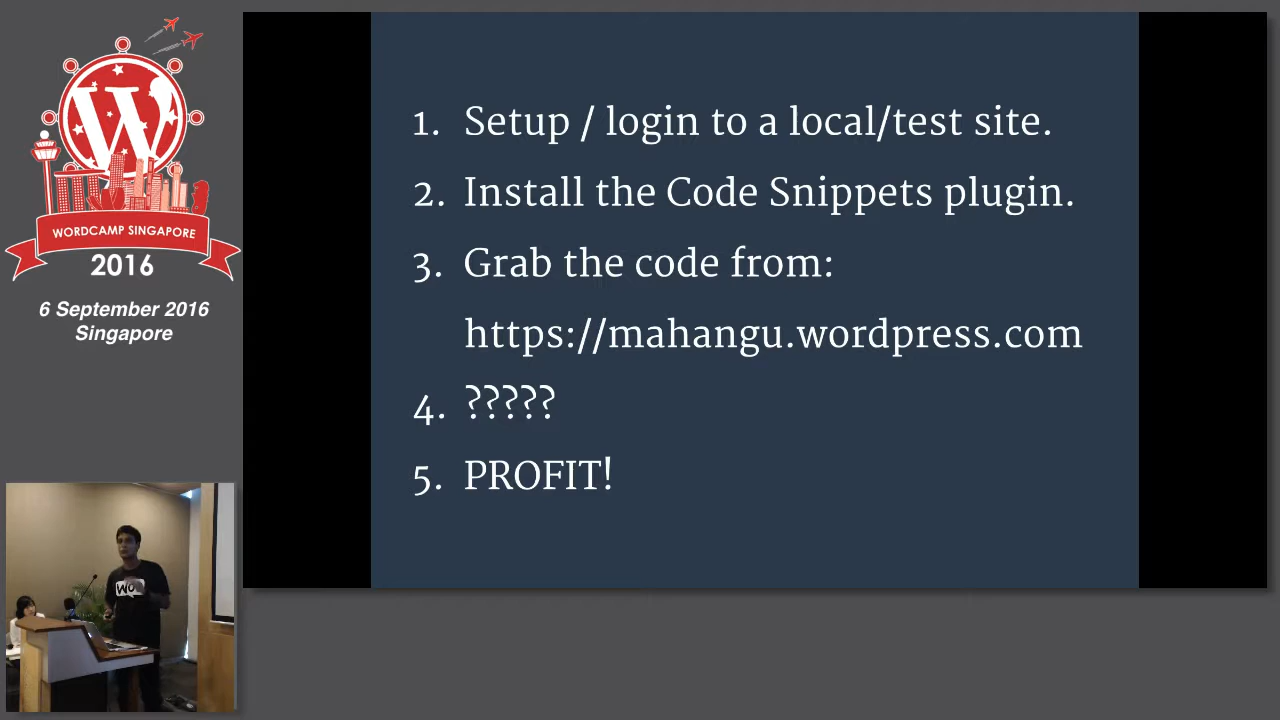 WORDCAMP SINGAPORE
2016
6 September 2016
Singapore
1. Setup / login to a local/test site.
2. Install the Code Snippets plugin.
3. Grab the code from:
https://mahangu.wordpress.com
4. ?????
5. PROFIT!